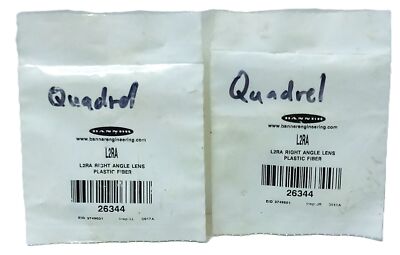 Quadrel
BANNER
www.bannerengineering.com
L2RA
L2RA RIGHT ANGLE LENS
PLASTIC FIBER
26344
Quadrel
BANNER
www.bannerengineering.com
L2RA
L2RA RIGHT ANGLE LENS
PLASTIC FIBER
26344